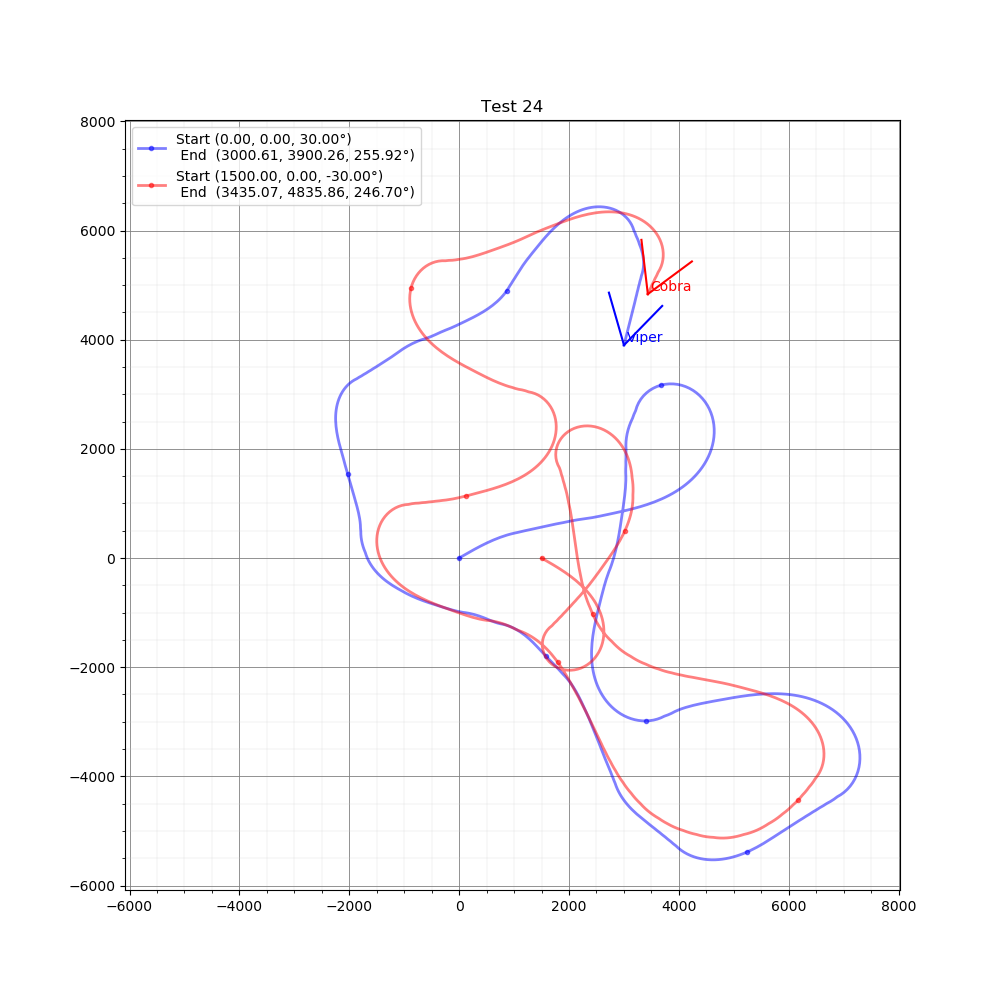 Test 24
Start (0.00, 0.00, 30.00°)
End (3000.61, 3900.26, 255.92°)
Start (1500.00, 0.00, -30.00°)
End (3435.07, 4835.86, 246.70°)
8000
6000
4000
2000
0
−2000
−4000
−6000
Cobra
Viper
−6000 −4000 −2000 0 2000 4000 6000 8000